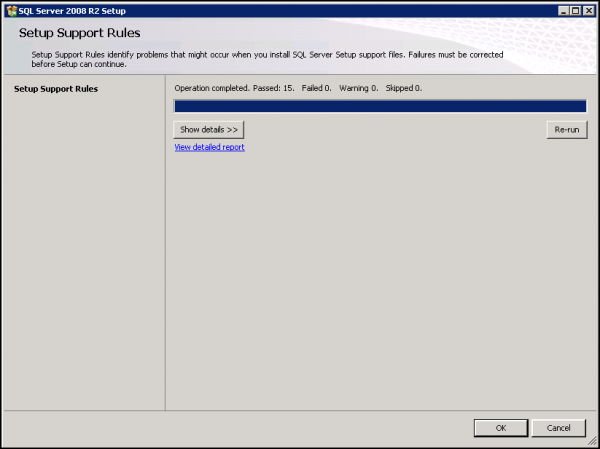 SQL Server 2008 R2 Setup
Setup Support Rules
Setup Support Rules identify problems that might occur when you install SQL Server Setup support files. Failures must be corrected
before Setup can continue.
Setup Support Rules
Operation completed. Passed: 15. Failed 0. Warning 0. Skipped 0.
Show details >>
Re-run
View detailed report
OK
Cancel